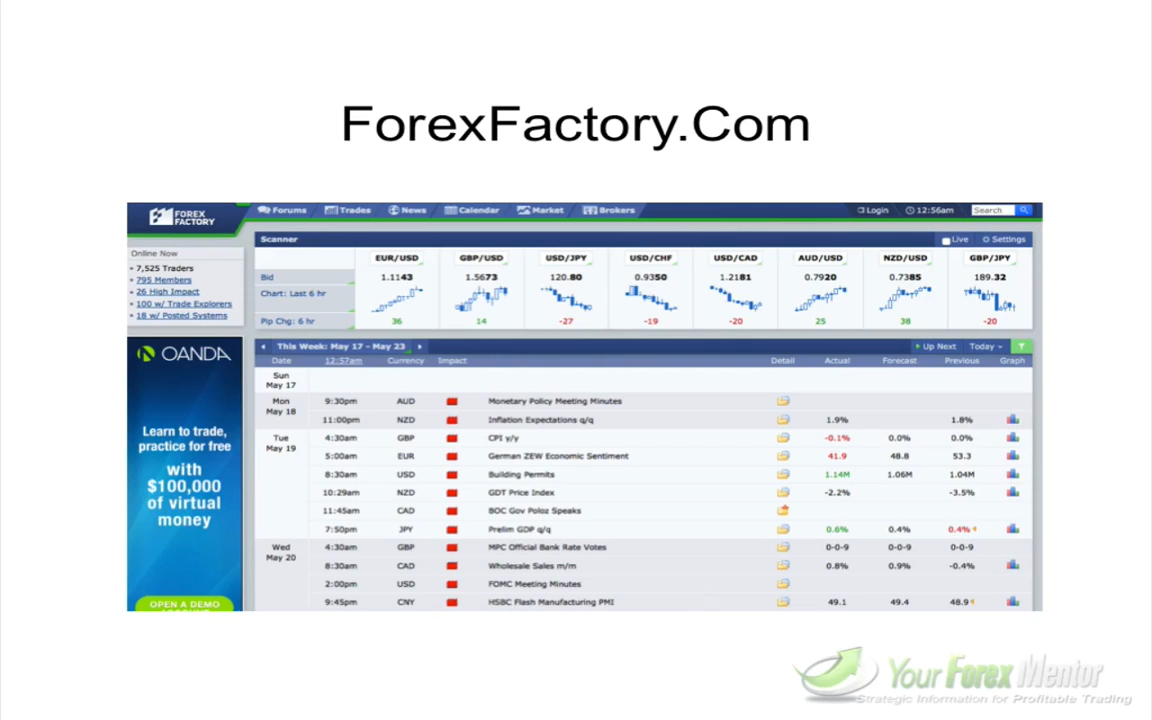 ForexFactory.Com
FOREX FACTORY
Forums Trades News Calendar Market Brokers Login 12:56am Search
Online Now
7,525 Traders
795 Members
26 High Impact
100 w/ Trade Explorers
18 w/ Posted Systems
Scanner Live Settings
EUR/USD GBP/USD USD/JPY USD/CHF USD/CAD AUD/USD NZD/USD GBP/JPY
Bid 1.1143 1.5673 120.80 0.9350 1.2181 0.7920 0.7385 189.32
Chart: Last 6 hr
Pip Chg: 6 hr 36 14 -27 -19 -20 25 38 -20
OANDA
Learn to trade,
practice for free
with
$100,000
of virtual
money
OPEN A DEMO
ACCOUNT
This Week: May 17 - May 23 Up Next Today
Date 12:57am Currency Impact Detail Actual Forecast Previous Graph
Sun
May 17
Mon
May 18
9:30pm AUD Monetary Policy Meeting Minutes
11:00pm NZD Inflation Expectations q/q 1.9% 1.8%
Tue
May 19
4:30am GBP CPI y/y -0.1% 0.0% 0.0%
5:00am EUR German ZEW Economic Sentiment 41.9 48.8 53.3
8:30am USD Building Permits 1.14M 1.06M 1.04M
10:29am NZD GDT Price Index -2.2% -3.5%
11:45am CAD BOC Gov Poloz Speaks
7:50pm JPY Prelim GDP q/q 0.6% 0.4% 0.4%
Wed
May 20
4:30am GBP MPC Official Bank Rate Votes 0-0-9 0-0-9 0-0-9
8:30am CAD Wholesale Sales m/m 0.8% 0.9% -0.4%
2:00pm USD FOMC Meeting Minutes
9:45pm CNY HSBC Flash Manufacturing PMI 49.1 49.4 48.9
Your Forex Mentor
Strategic Information for Profitable Trading